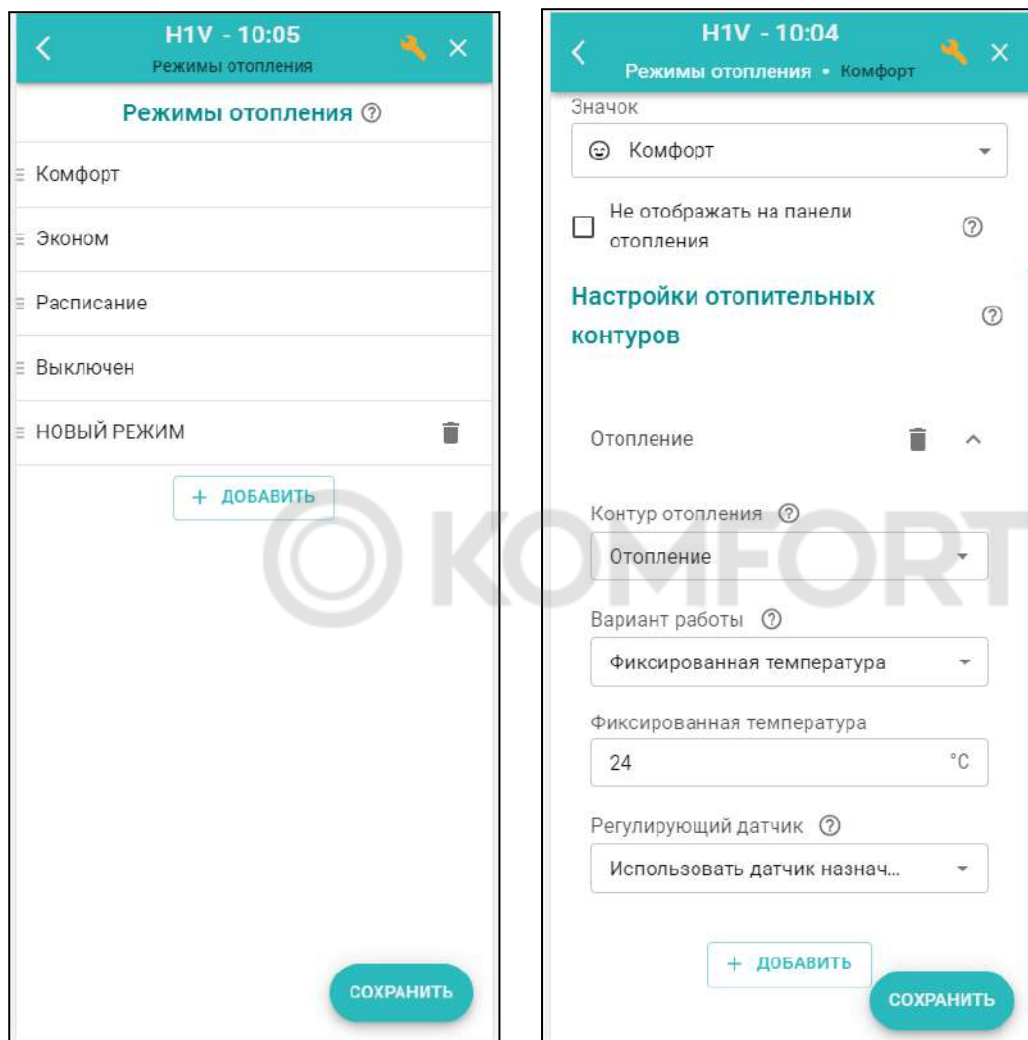 H1V - 10:05
Режимы отопления
Режимы отопления
Комфорт
Эконом
Расписание
Выключен
НОВЫЙ РЕЖИМ
+ ДОБАВИТЬ
СОХРАНИТЬ
H1V - 10:04
Режимы отопления • Комфорт
Значок
Комфорт
Не отображать на панели
отопления
Настройки отопительных
контуров
Отопление
Контур отопления
Отопление
Вариант работы
Фиксированная температура
Фиксированная температура
24 °C
Регулирующий датчик
Использовать датчик назнач...
+ ДОБАВИТЬ
СОХРАНИТЬ
KOMFORT